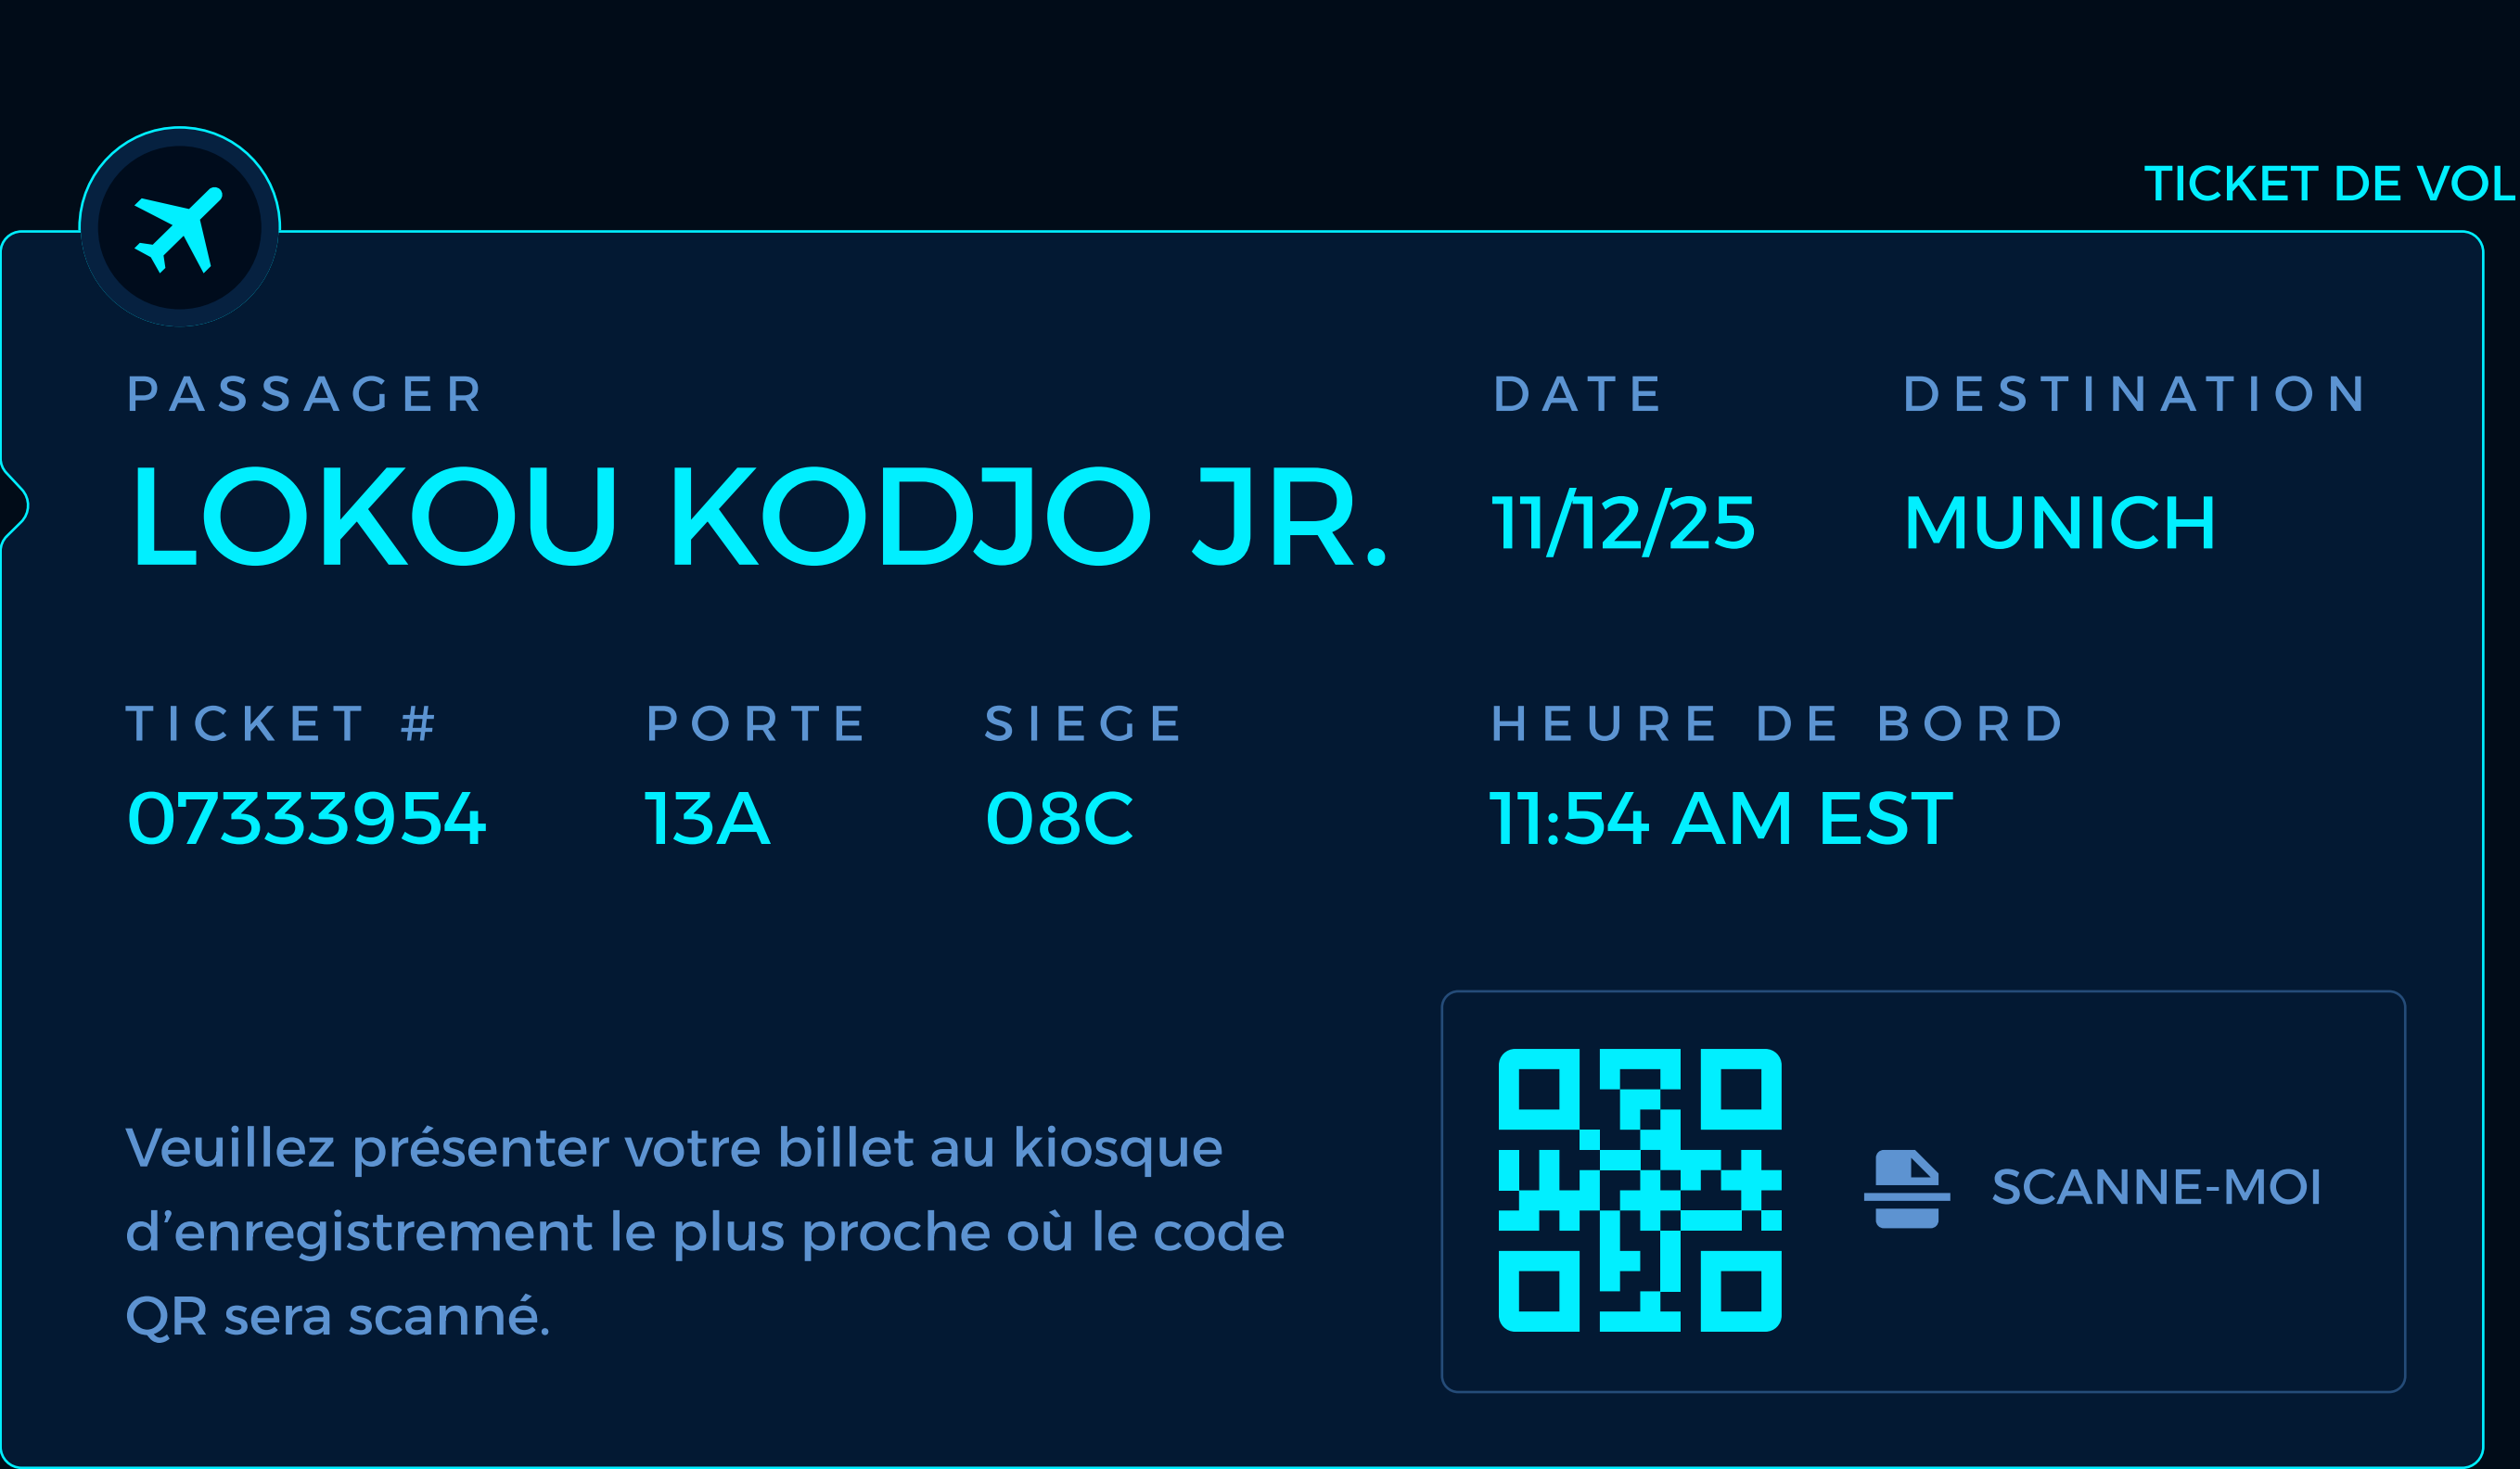 TICKET DE VOL
PASSAGER
DATE
DESTINATION
LOKOU KODJO JR.
11/12/25
MUNICH
TICKET #
PORTE
SIEGE
HEURE DE BORD
07333954
13A
08C
11:54 AM EST
Veuillez présenter votre billet au kiosque
d’enregistrement le plus proche où le code
QR sera scanné.
SCANNE-MOI